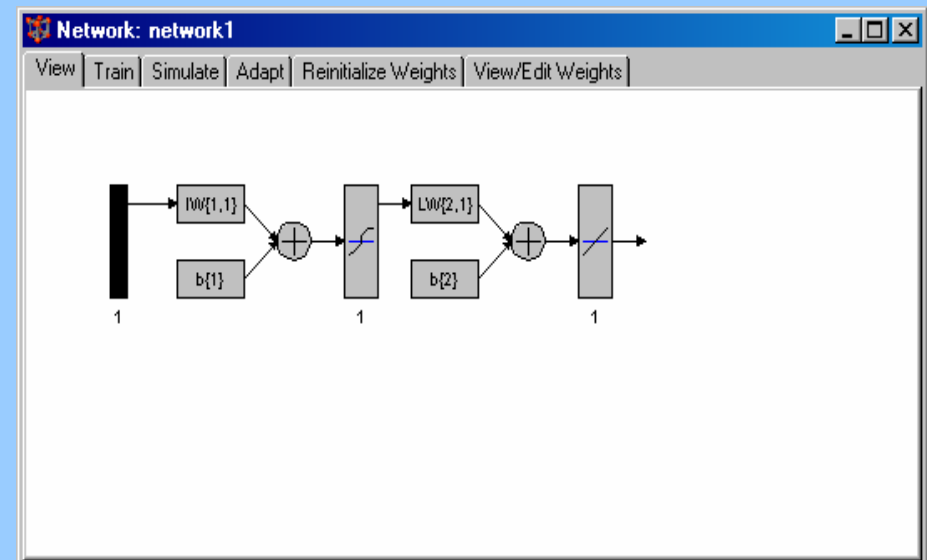 Network: network1
View Train Simulate Adapt Reinitialize Weights View/Edit Weights
IW{1,1} LW{2,1}
b{1} b{2}
1 1 1